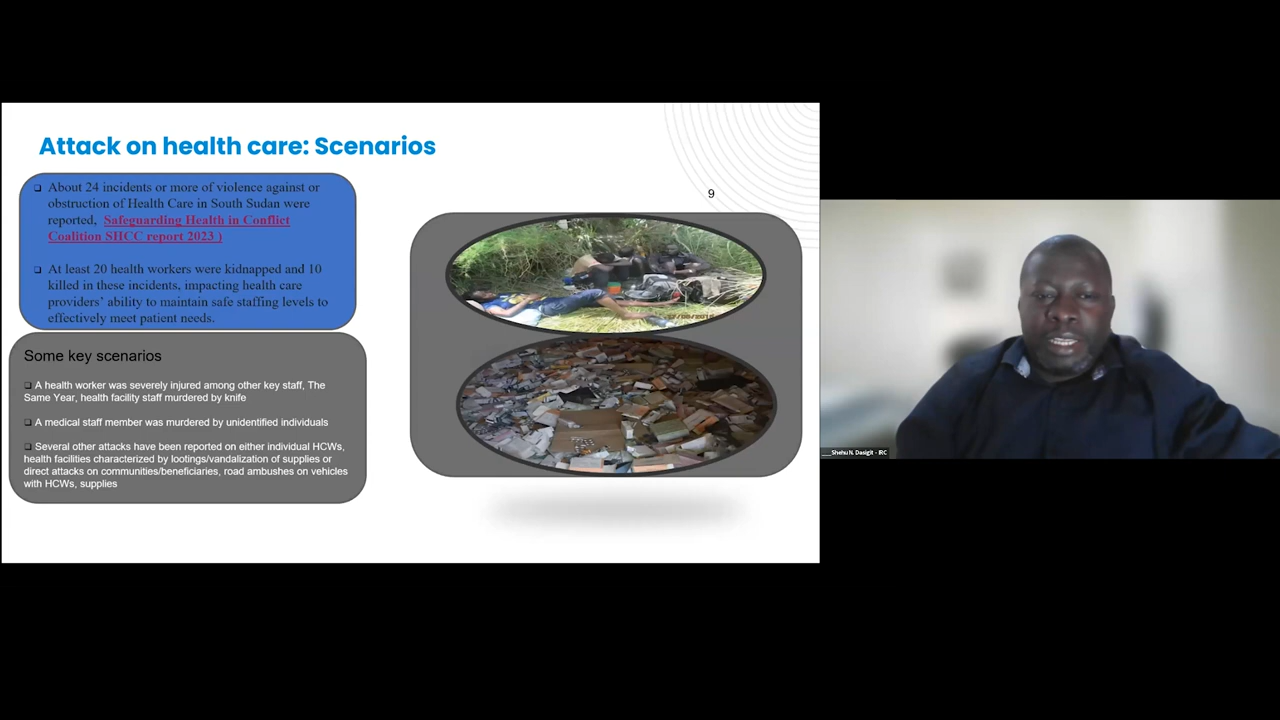 Attack on health care: Scenarios
❑ About 24 incidents or more of violence against or
obstruction of Health Care in South Sudan were
reported, Safeguarding Health in Conflict
Coalition SHCC report 2023 )
❑ At least 20 health workers were kidnapped and 10
killed in these incidents, impacting health care
providers’ ability to maintain safe staffing levels to
effectively meet patient needs.
Some key scenarios
❑ A health worker was severely injured among other key staff, The
Same Year, health facility staff murdered by knife
❑ A medical staff member was murdered by unidentified individuals
❑ Several other attacks have been reported on either individual HCWs,
health facilities characterized by lootings/vandalization of supplies or
direct attacks on communities/beneficiaries, road ambushes on vehicles
with HCWs, supplies
9
___Shehu N. Dasigit - IRC